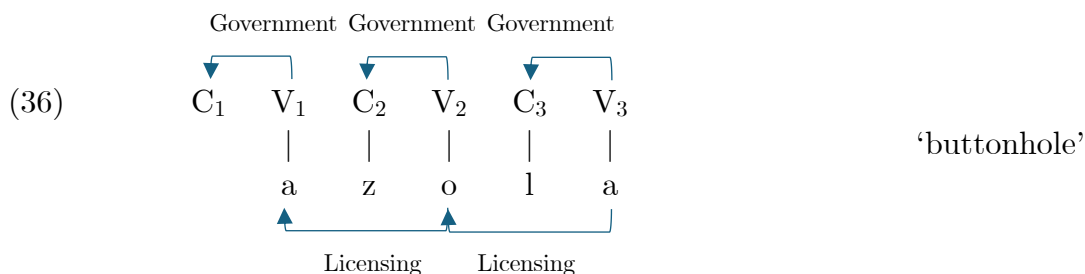 Government Government Government
(36) C₁ V₁ C₂ V₂ C₃ V₃
‘buttonhole’
a z o l a
Licensing Licensing